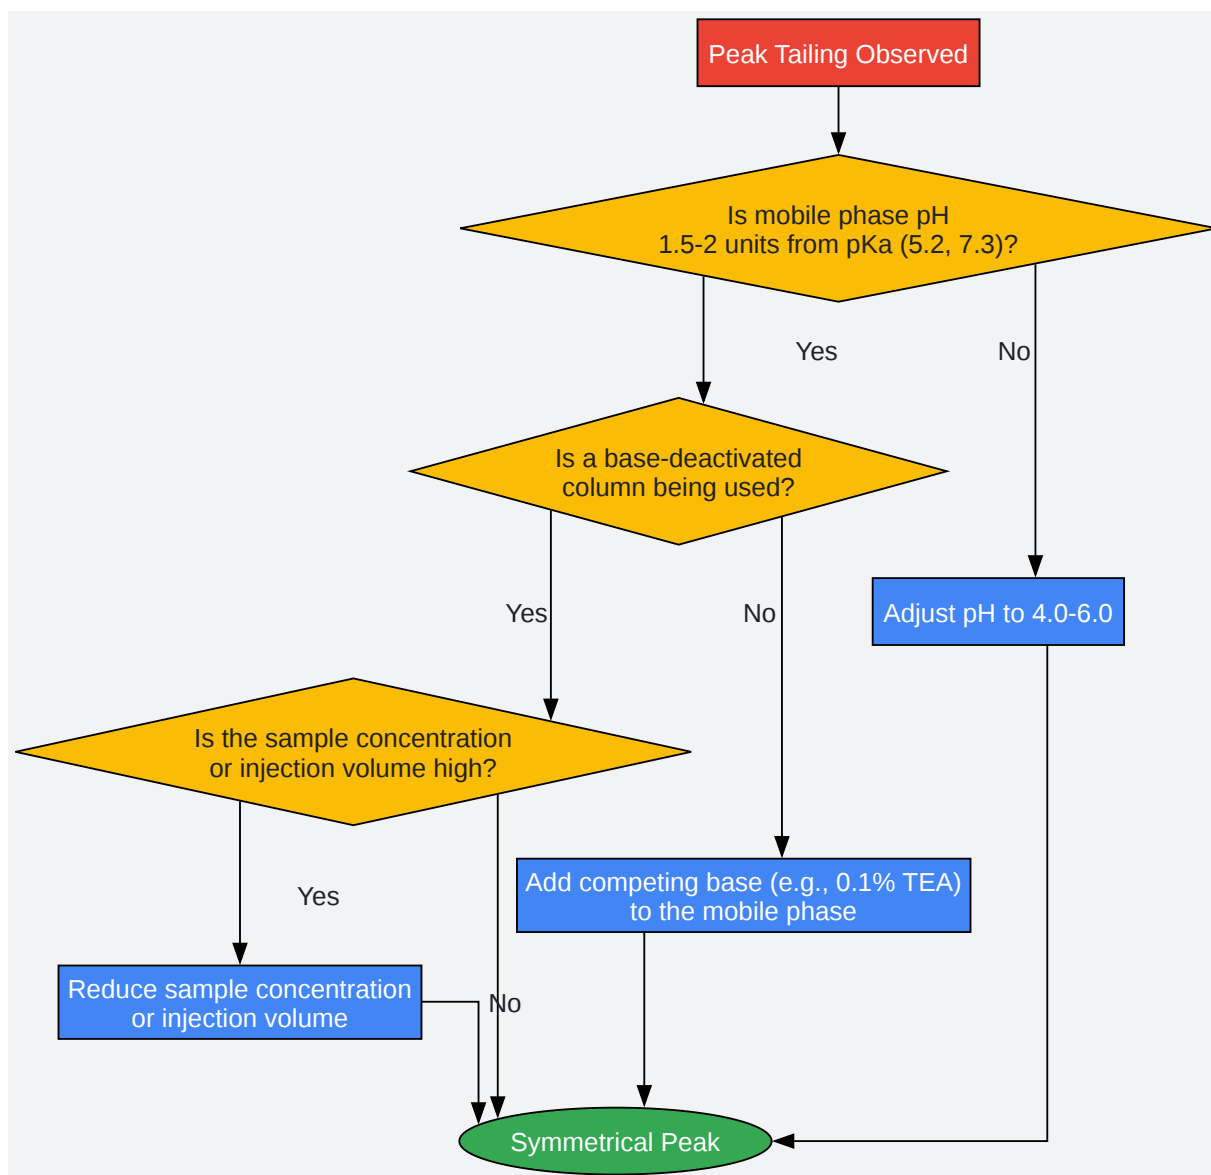 Peak Tailing Observed
Is mobile phase pH
1.5-2 units from pKa (5.2, 7.3)?
Yes
No
Is a base-deactivated
column being used?
Yes
No
Adjust pH to 4.0-6.0
Is the sample concentration
or injection volume high?
Add competing base (e.g., 0.1% TEA)
to the mobile phase
Yes
Reduce sample concentration
or injection volume
No
Symmetrical Peak